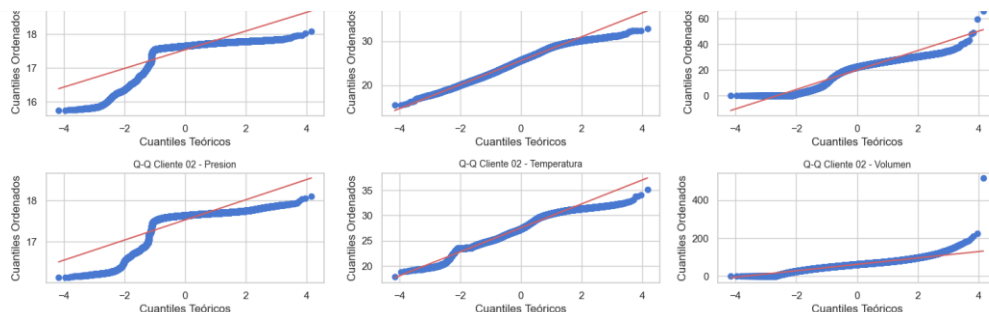 Cuantiles Ordenados
18
17
16
−4 −2 0 2 4
Cuantiles Teóricos
Cuantiles Ordenados
30
20
−4 −2 0 2 4
Cuantiles Teóricos
Cuantiles Ordenados
60
40
20
0
−4 −2 0 2 4
Cuantiles Teóricos
Q-Q Cliente 02 - Presion
Cuantiles Ordenados
18
17
−4 −2 0 2 4
Cuantiles Teóricos
Q-Q Cliente 02 - Temperatura
Cuantiles Ordenados
35
30
25
20
−4 −2 0 2 4
Cuantiles Teóricos
Q-Q Cliente 02 - Volumen
Cuantiles Ordenados
400
200
0
−4 −2 0 2 4
Cuantiles Teóricos